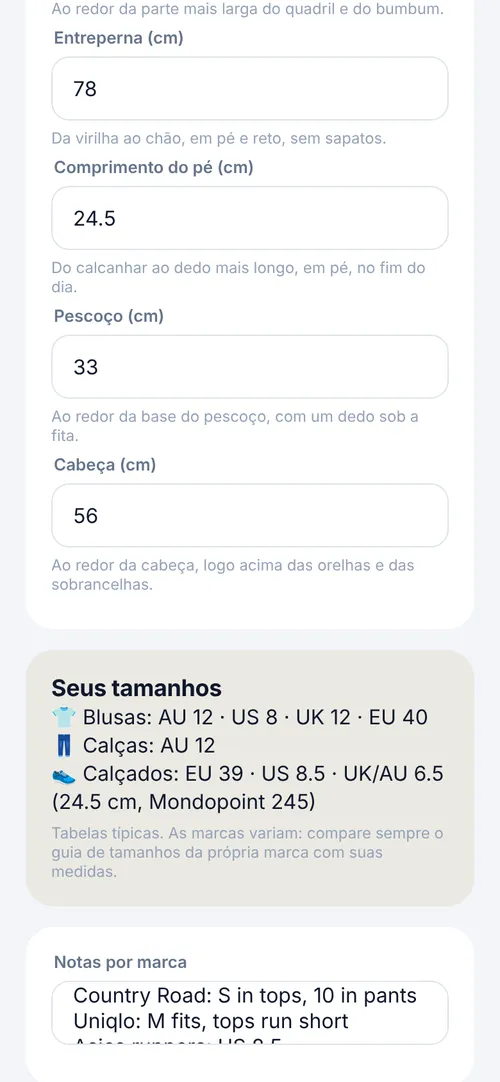 Ao redor da parte mais larga do quadril e do bumbum.
Entreperna (cm)
78
Da virilha ao chão, em pé e reto, sem sapatos.
Comprimento do pé (cm)
24.5
Do calcanhar ao dedo mais longo, em pé, no fim do
dia.
Pescoço (cm)
33
Ao redor da base do pescoço, com um dedo sob a
fita.
Cabeça (cm)
56
Ao redor da cabeça, logo acima das orelhas e das
sobrancelhas.
Seus tamanhos
👕 Blusas: AU 12 · US 8 · UK 12 · EU 40
👖 Calças: AU 12
👟 Calçados: EU 39 · US 8.5 · UK/AU 6.5
(24.5 cm, Mondopoint 245)
Tabelas típicas. As marcas variam: compare sempre o
guia de tamanhos da própria marca com suas
medidas.
Notas por marca
Country Road: S in tops, 10 in pants
Uniqlo: M fits, tops run short
Asics runners: US 8.5